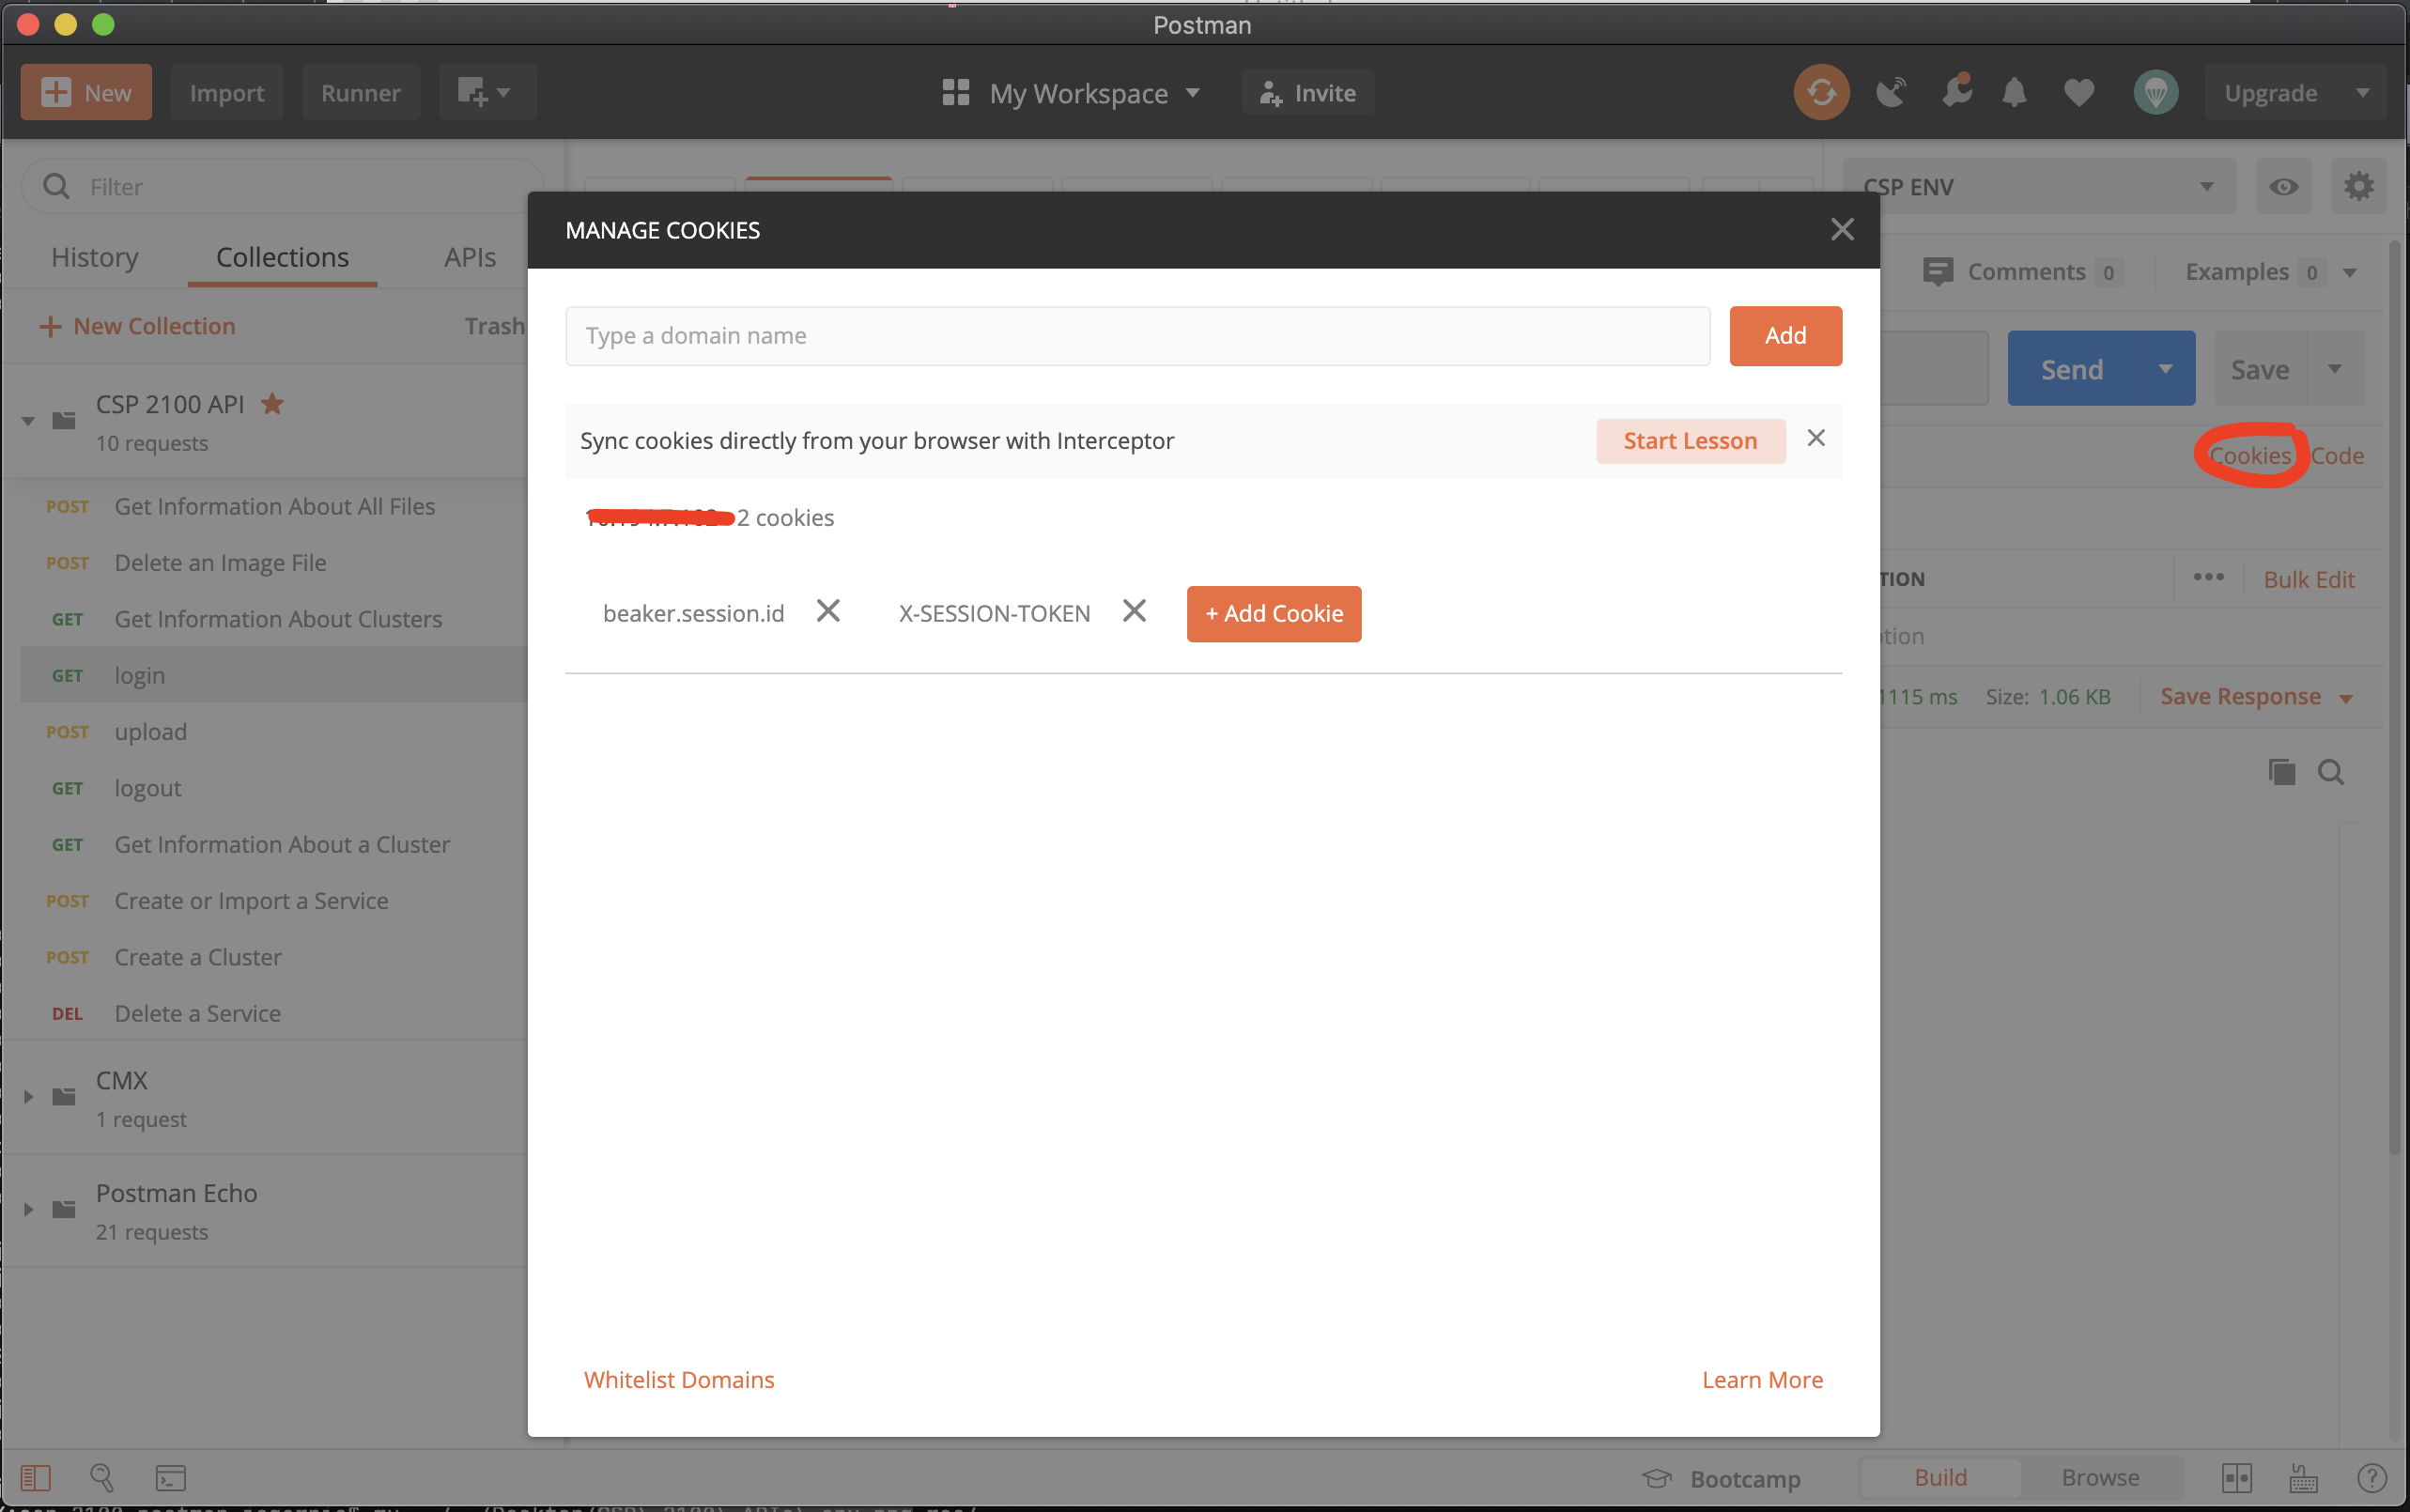 Postman
New
Import
Runner
My Workspace
Invite
Upgrade
Filter
CSP ENV
History
Collections
APIs
MANAGE COOKIES
Comments 0
Examples 0
New Collection
Trash
Type a domain name
Add
Send
Save
CSP 2100 API
10 requests
Sync cookies directly from your browser with Interceptor
Start Lesson
Cookies
Code
POST Get Information About All Files
2 cookies
POST Delete an Image File
TION
Bulk Edit
GET Get Information About Clusters
beaker.session.id
X-SESSION-TOKEN
+ Add Cookie
tion
GET login
1115 ms
Size: 1.06 KB
Save Response
POST upload
GET logout
GET Get Information About a Cluster
POST Create or Import a Service
POST Create a Cluster
DEL Delete a Service
CMX
1 request
Postman Echo
21 requests
Whitelist Domains
Learn More
Bootcamp
Build
Browse